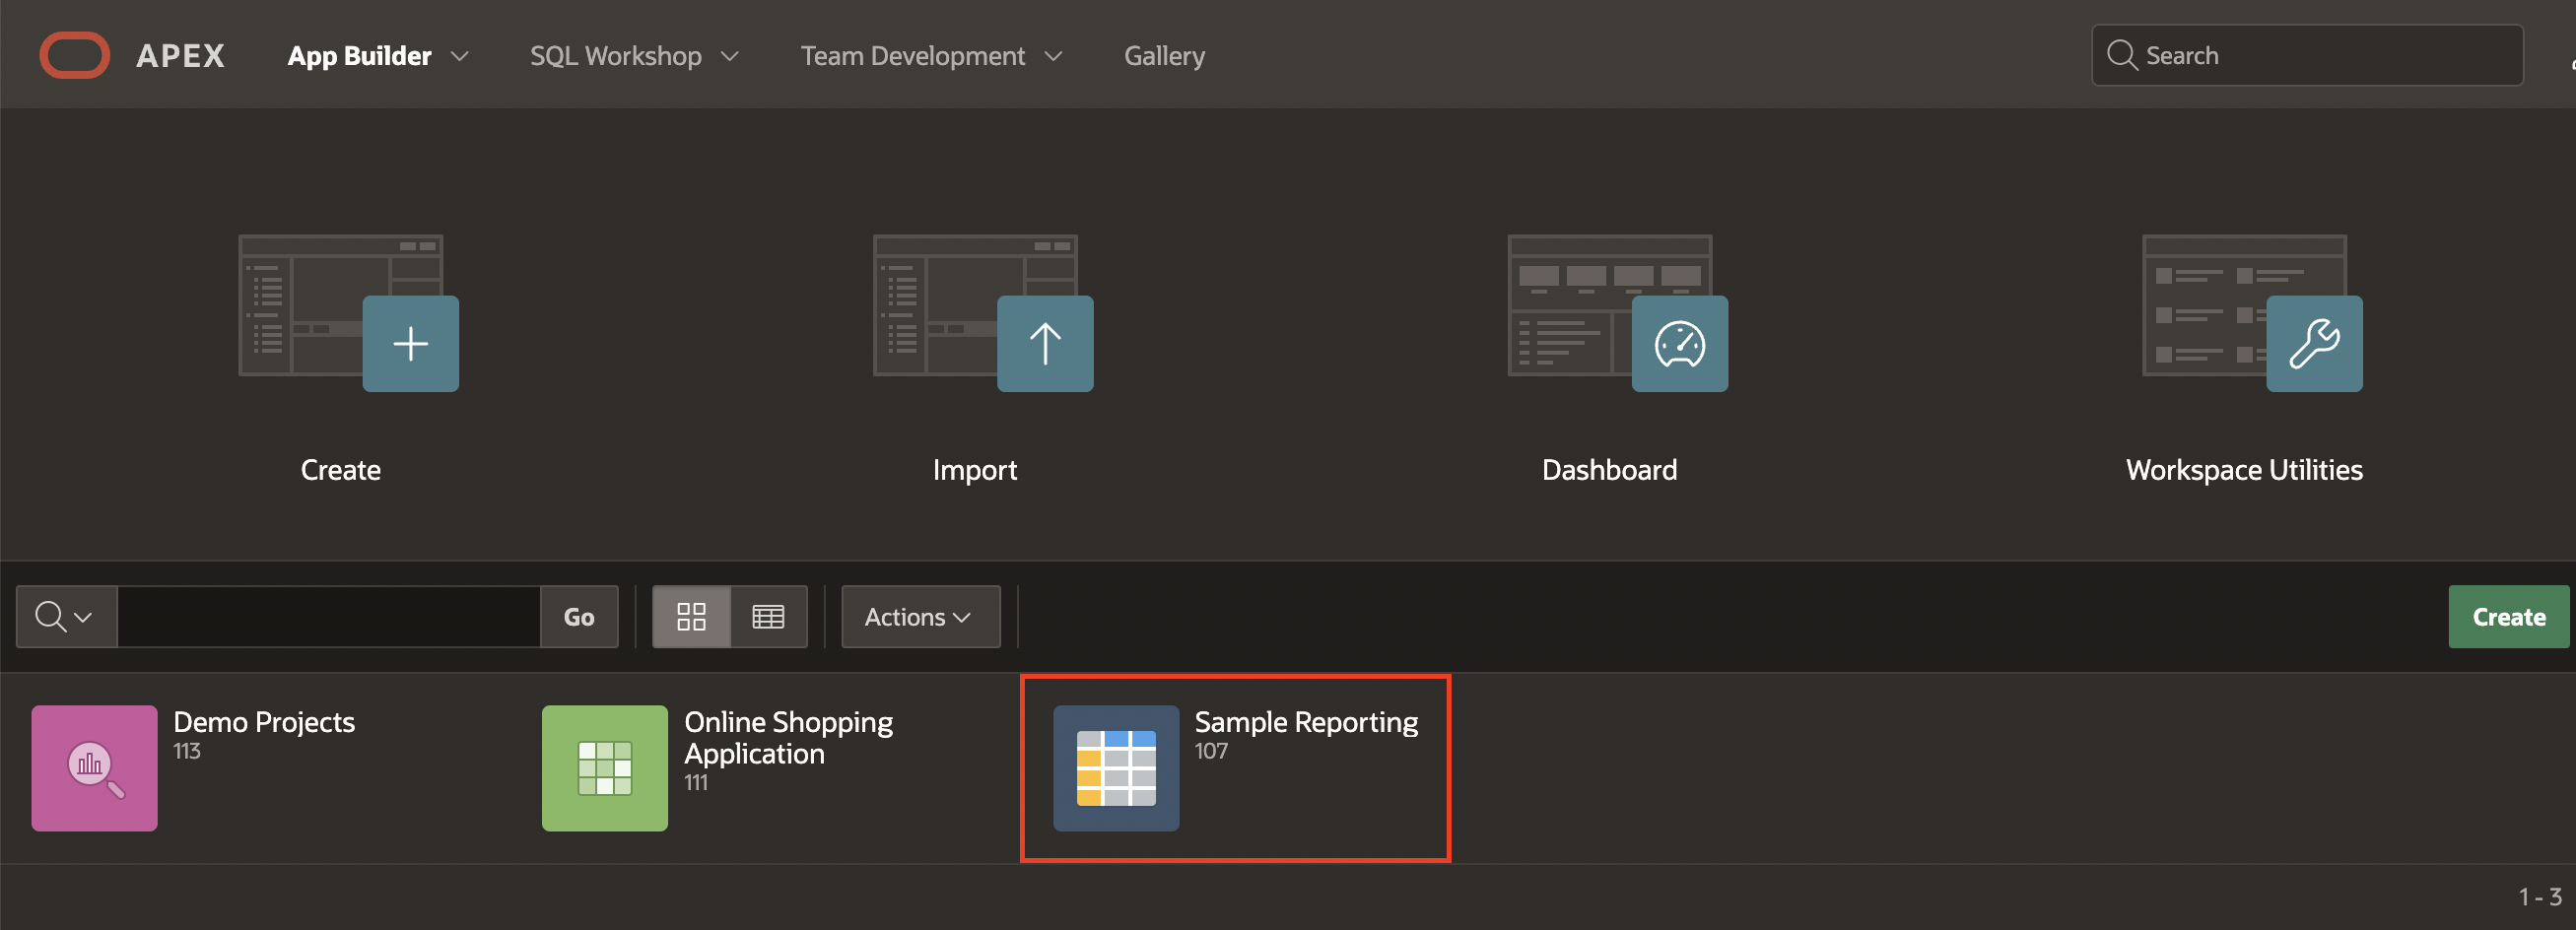 APEX App Builder SQL Workshop Team Development Gallery Search
Create Import Dashboard Workspace Utilities
Go Actions Create
Demo Projects
113
Online Shopping
Application
111
Sample Reporting
107
1 - 3